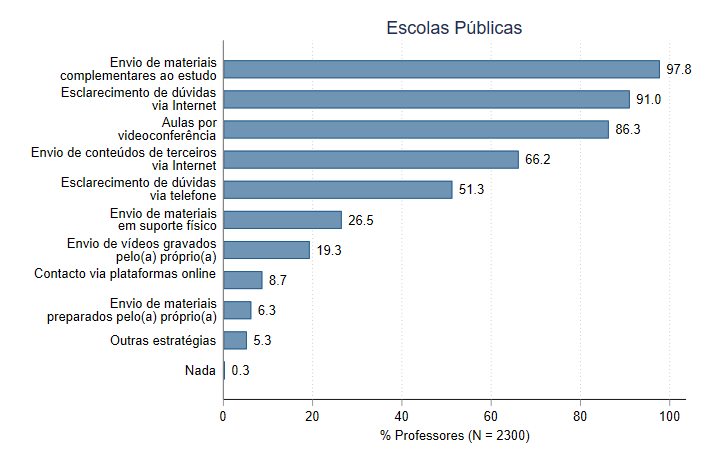 Escolas Públicas
Envio de materiais
complementares ao estudo
97.8
Esclarecimento de dúvidas
via Internet
91.0
Aulas por
videoconferência
86.3
Envio de conteúdos de terceiros
via Internet
66.2
Esclarecimento de dúvidas
via telefone
51.3
Envio de materiais
em suporte físico
26.5
Envio de vídeos gravados
pelo(a) próprio(a)
19.3
Contacto via plataformas online
8.7
Envio de materiais
preparados pelo(a) próprio(a)
6.3
Outras estratégias
5.3
Nada
0.3
0 20 40 60 80 100
% Professores (N = 2300)